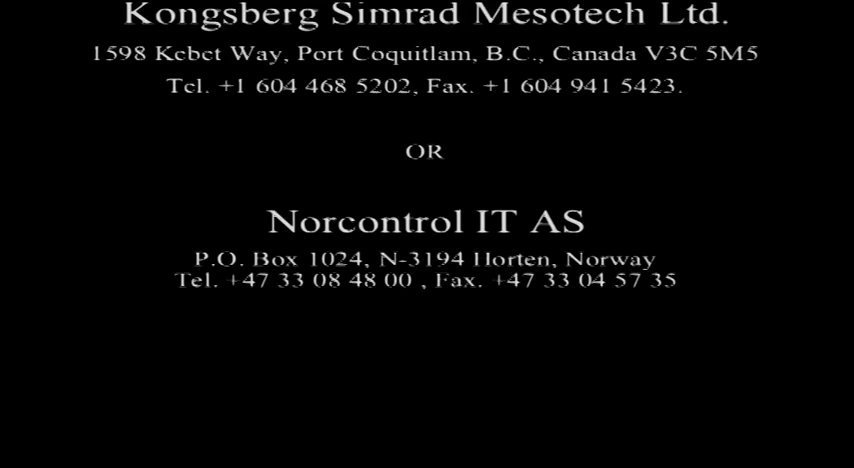 Kongsberg Simrad Mesotech Ltd.
1598 Kebet Way, Port Coquitlam, B.C., Canada V3C 5M5
Tel. +1 604 468 5202, Fax. +1 604 941 5423.
OR
Norcontrol IT AS
P.O. Box 1024, N-3194 Horten, Norway
Tel. +47 33 08 48 00 , Fax. +47 33 04 57 35